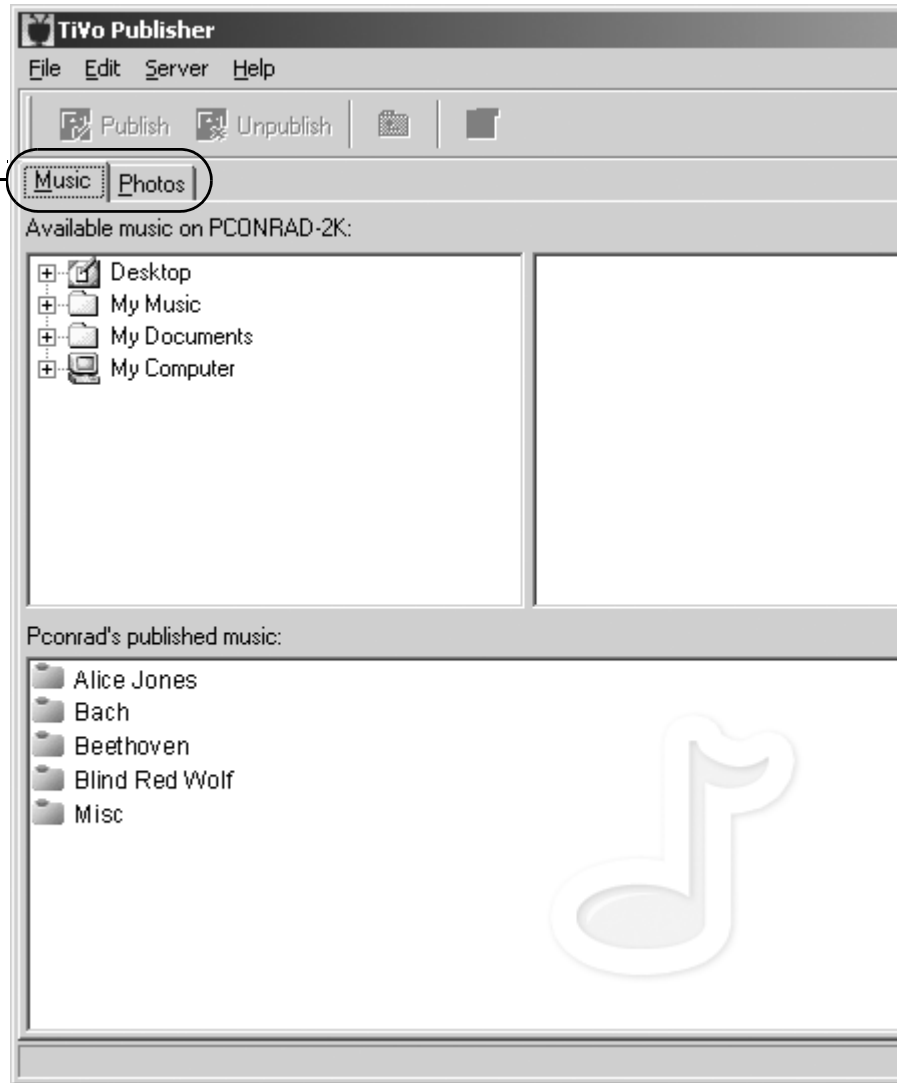 TiVo Publisher
File Edit Server Help
Publish Unpublish
Music Photos
Available music on PCONRAD-2K:
Desktop
My Music
My Documents
My Computer
Pconrad's published music:
Alice Jones
Bach
Beethoven
Blind Red Wolf
Misc